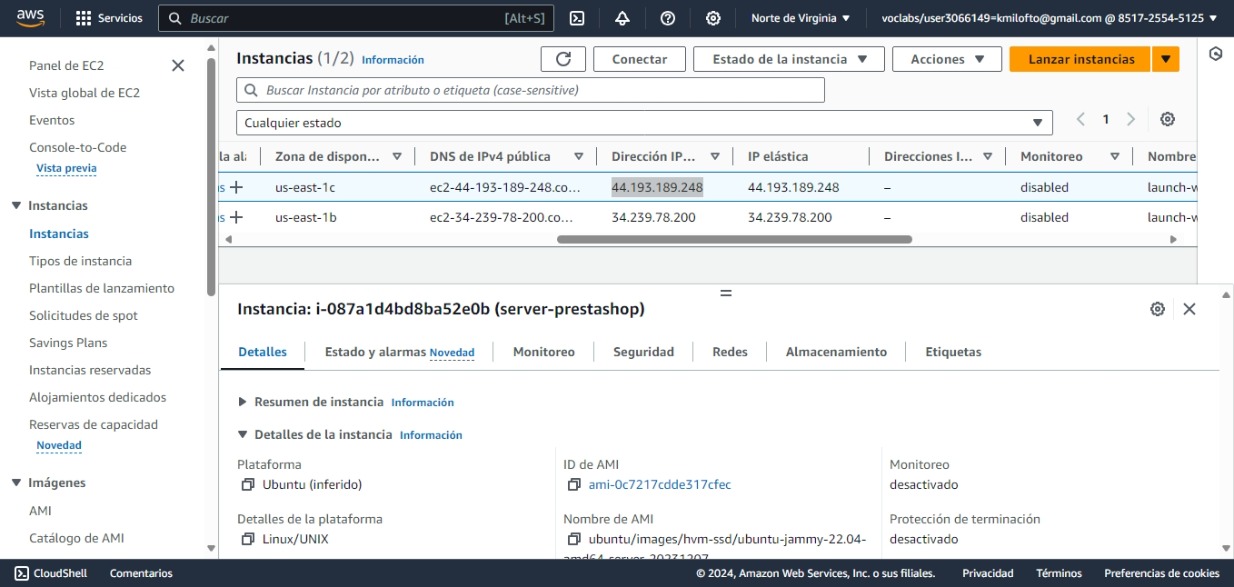 aws Servicios Buscar [Alt+S] Norte de Virginia voclabs/user3066149=kmilofto@gmail.com @ 8517-2554-5125
Panel de EC2
Vista global de EC2
Eventos
Console-to-Code
Vista previa
Instancias
Instancias
Tipos de instancia
Plantillas de lanzamiento
Solicitudes de spot
Savings Plans
Instancias reservadas
Alojamientos dedicados
Reservas de capacidad
Novedad
Imágenes
AMI
Catálogo de AMI
Instancias (1/2) Información Conectar Estado de la instancia Acciones Lanzar instancias
Buscar Instancia por atributo o etiqueta (case-sensitive)
Cualquier estado 1
Zona de dispon... DNS de IPv4 pública Dirección IP... IP elástica Direcciones I... Monitoreo Nombre
us-east-1c ec2-44-193-189-248.co... 44.193.189.248 44.193.189.248 – disabled launch-w
us-east-1b ec2-34-239-78-200.co... 34.239.78.200 34.239.78.200 – disabled launch-w
Instancia: i-087a1d4bd8ba52e0b (server-prestashop)
Detalles Estado y alarmas Novedad Monitoreo Seguridad Redes Almacenamiento Etiquetas
Resumen de instancia Información
Detalles de la instancia Información
Plataforma ID de AMI Monitoreo
Ubuntu (inferido) ami-0c7217cdde317cfec desactivado
Detalles de la plataforma Nombre de AMI Protección de terminación
Linux/UNIX ubuntu/images/hvm-ssd/ubuntu-jammy-22.04- desactivado
amd64-server-20231207
CloudShell Comentarios © 2024, Amazon Web Services, Inc. o sus filiales. Privacidad Términos Preferencias de cookies